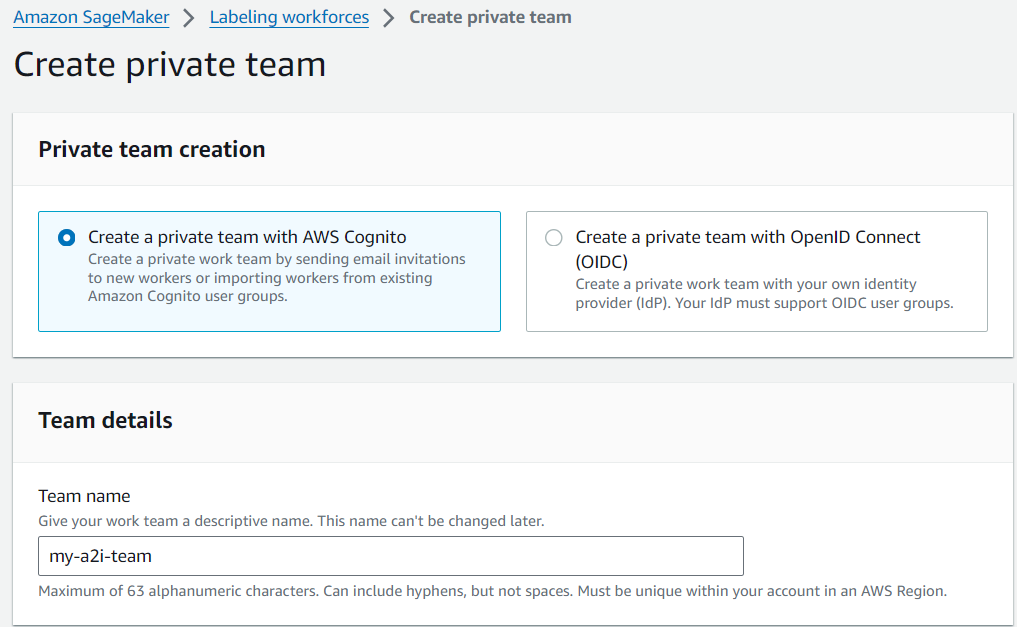 Amazon SageMaker > Labeling workforces > Create private team
Create private team
Private team creation
Create a private team with AWS Cognito
Create a private work team by sending email invitations
to new workers or importing workers from existing
Amazon Cognito user groups.
Create a private team with OpenID Connect
(OIDC)
Create a private work team with your own identity
provider (IdP). Your IdP must support OIDC user groups.
Team details
Team name
Give your work team a descriptive name. This name can't be changed later.
my-a2i-team
Maximum of 63 alphanumeric characters. Can include hyphens, but not spaces. Must be unique within your account in an AWS Region.